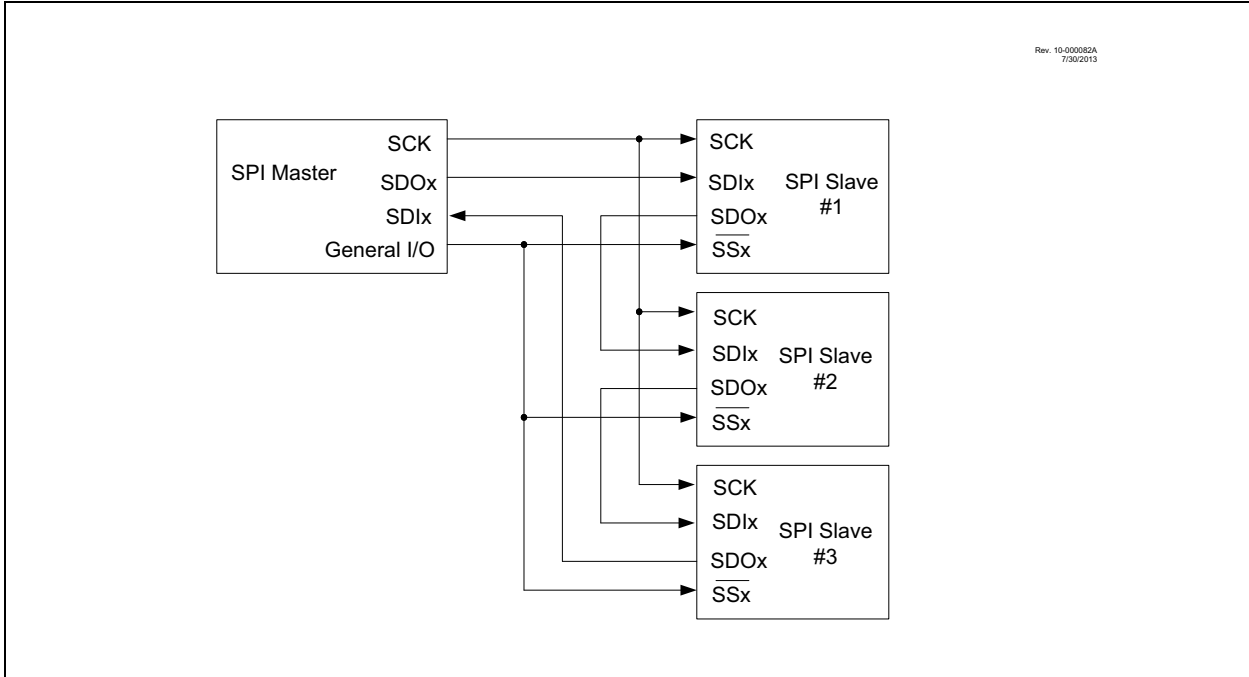 Rev. 10-000082A
7/30/2013
SPI Master
SCK
SDOx
SDIx
General I/O
SCK
SDIx
SDOx
SSx
SPI Slave
#1
SCK
SDIx
SDOx
SSx
SPI Slave
#2
SCK
SDIx
SDOx
SSx
SPI Slave
#3